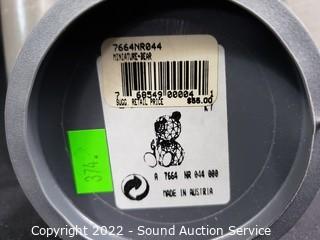 7664NR044
MINIATURE-BEAR
7 68549 00004 1
SUGG. RETAIL PRICE $55.00
KY
374.
A 7664 NR 044 000
MADE IN AUSTRIA
Copyright 2022 - Sound Auction Service